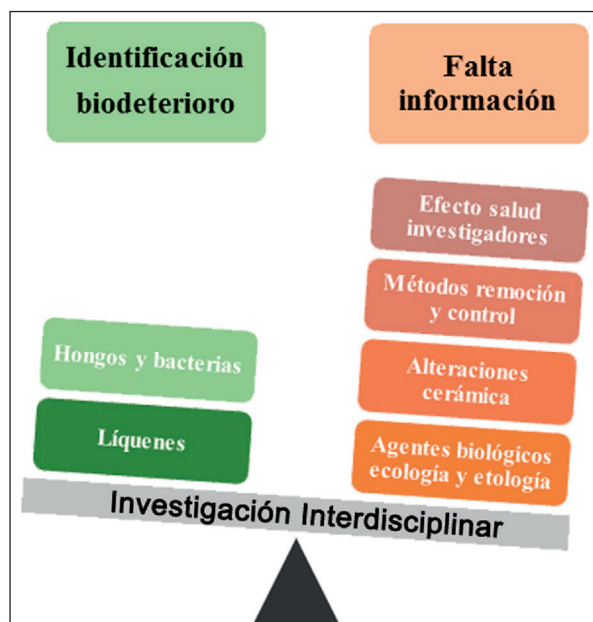 Identificación
biodeterioro
Falta
información
Efecto salud
investigadores
Métodos remoción
y control
Hongos y bacterias
Alteraciones
cerámica
Líquenes
Agentes biológicos
ecología y etología
Investigación Interdisciplinar